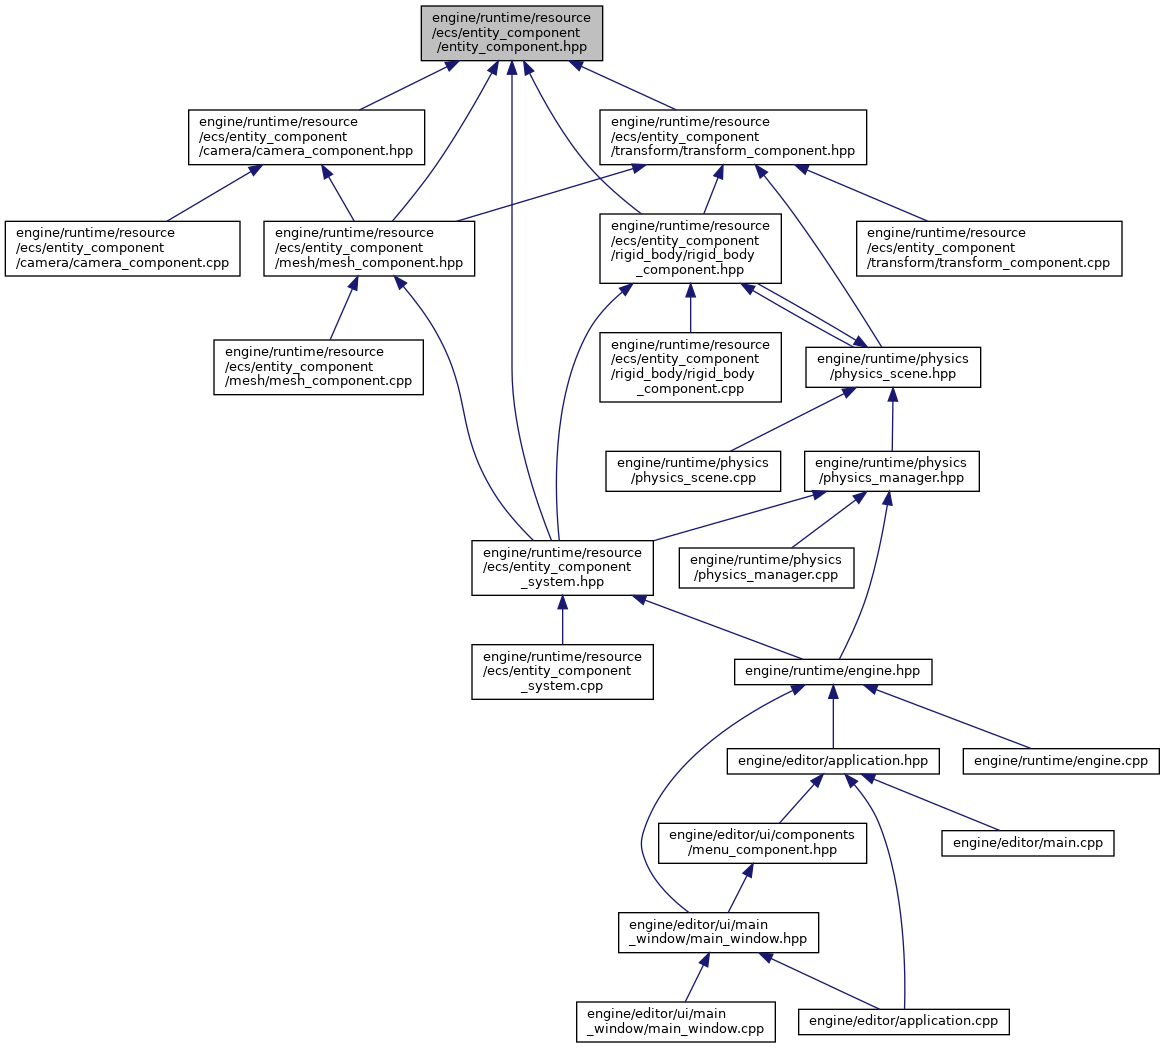 engine/runtime/resource
/ecs/entity_component
/entity_component.hpp
engine/runtime/resource
/ecs/entity_component
/camera/camera_component.hpp
engine/runtime/resource
/ecs/entity_component
/transform/transform_component.hpp
engine/runtime/resource
/ecs/entity_component
/camera/camera_component.cpp
engine/runtime/resource
/ecs/entity_component
/mesh/mesh_component.hpp
engine/runtime/resource
/ecs/entity_component
/rigid_body/rigid_body
_component.hpp
engine/runtime/resource
/ecs/entity_component
/transform/transform_component.cpp
engine/runtime/resource
/ecs/entity_component
/mesh/mesh_component.cpp
engine/runtime/resource
/ecs/entity_component
/rigid_body/rigid_body
_component.cpp
engine/runtime/physics
/physics_scene.hpp
engine/runtime/physics
/physics_scene.cpp
engine/runtime/physics
/physics_manager.hpp
engine/runtime/resource
/ecs/entity_component
_system.hpp
engine/runtime/physics
/physics_manager.cpp
engine/runtime/resource
/ecs/entity_component
_system.cpp
engine/runtime/engine.hpp
engine/editor/application.hpp
engine/runtime/engine.cpp
engine/editor/ui/components
/menu_component.hpp
engine/editor/main.cpp
engine/editor/ui/main
_window/main_window.hpp
engine/editor/ui/main
_window/main_window.cpp
engine/editor/application.cpp